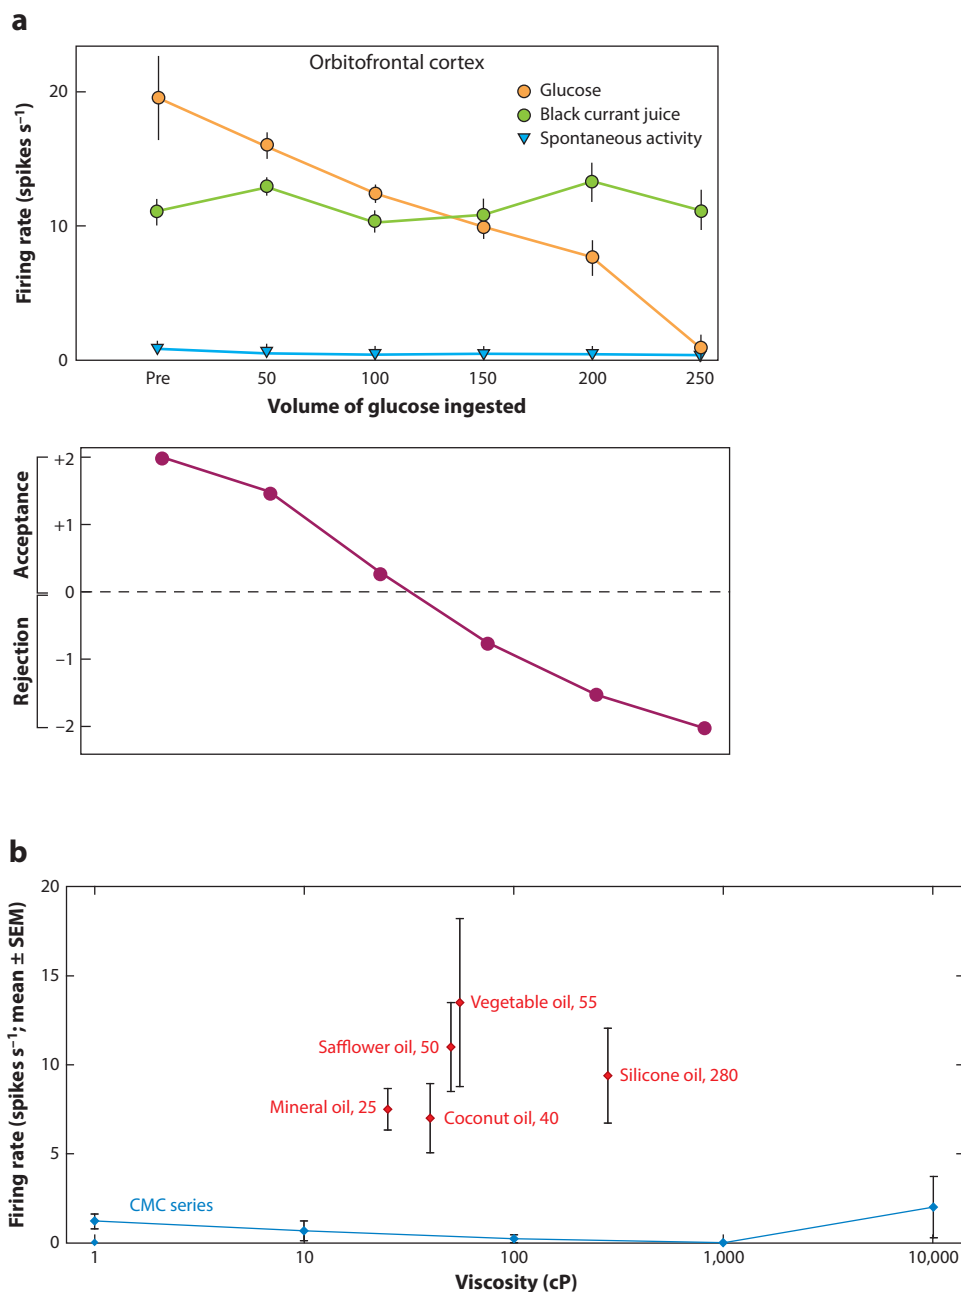 a
Orbitofrontal cortex
Glucose
Black currant juice
Spontaneous activity
Firing rate (spikes s⁻¹)
20
10
0
Pre 50 100 150 200 250
Volume of glucose ingested
Acceptance
Rejection
+2
+1
0
−1
−2
b
Firing rate (spikes s⁻¹; mean ± SEM)
20
15
10
5
0
Vegetable oil, 55
Safflower oil, 50
Silicone oil, 280
Mineral oil, 25
Coconut oil, 40
CMC series
1 10 100 1,000 10,000
Viscosity (cP)